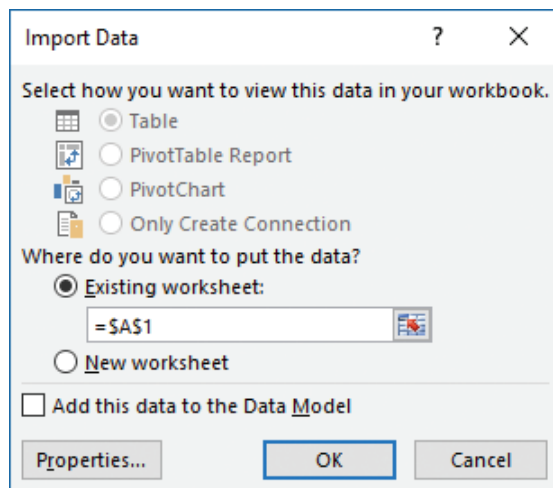 Import Data ?
Select how you want to view this data in your workbook.
Table
PivotTable Report
PivotChart
Only Create Connection
Where do you want to put the data?
Existing worksheet:
=$A$1
New worksheet
Add this data to the Data Model
Properties... OK Cancel